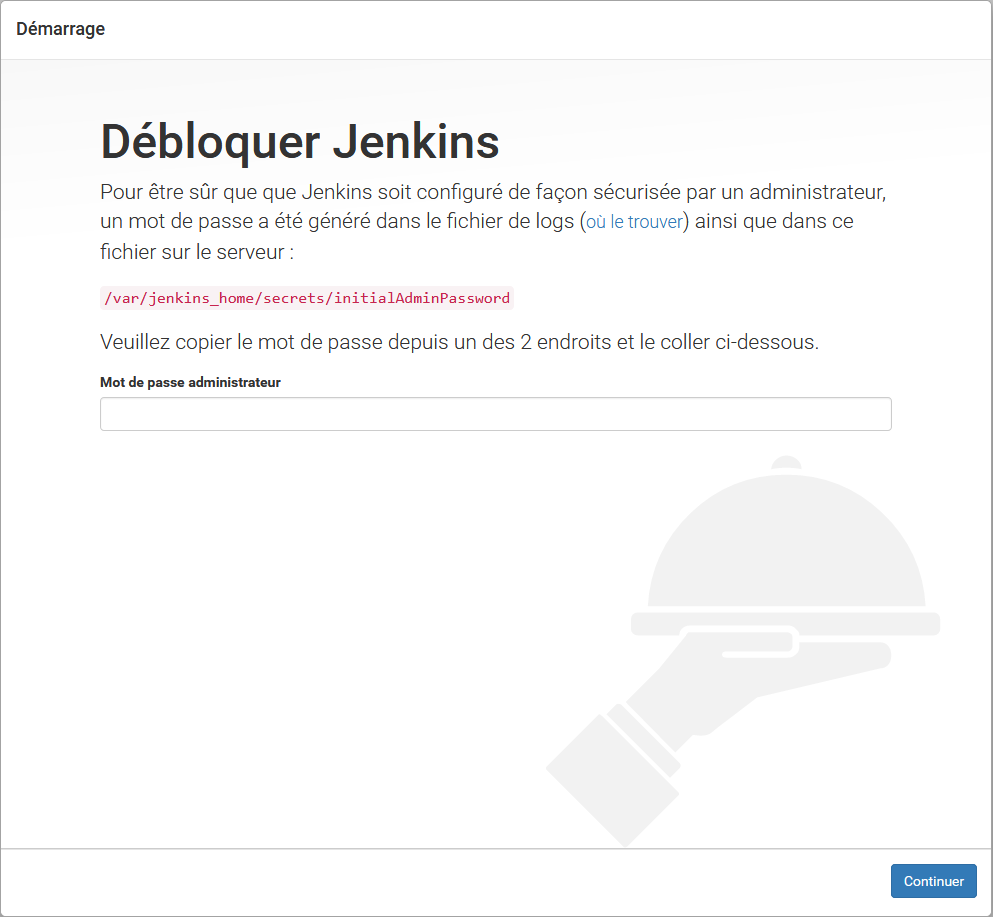 Démarrage
Débloquer Jenkins
Pour être sûr que que Jenkins soit configuré de façon sécurisée par un administrateur,
un mot de passe a été généré dans le fichier de logs (où le trouver) ainsi que dans ce
fichier sur le serveur :
/var/jenkins_home/secrets/initialAdminPassword
Veuillez copier le mot de passe depuis un des 2 endroits et le coller ci-dessous.
Mot de passe administrateur
Continuer